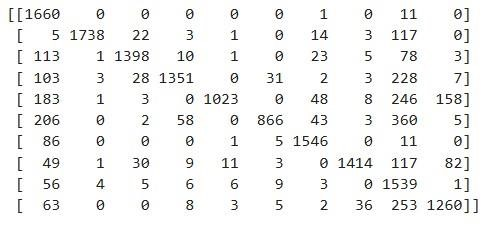 [[1660 0 0 0 0 0 1 0 11 0]
[ 5 1738 22 3 1 0 14 3 117 0]
[ 113 1 1398 10 1 0 23 5 78 3]
[ 103 3 28 1351 0 31 2 3 228 7]
[ 183 1 3 0 1023 0 48 8 246 158]
[ 206 0 2 58 0 866 43 3 360 5]
[ 86 0 0 0 1 5 1546 0 11 0]
[ 49 1 30 9 11 3 0 1414 117 82]
[ 56 4 5 6 6 9 3 0 1539 1]
[ 63 0 0 8 3 5 2 36 253 1260]]